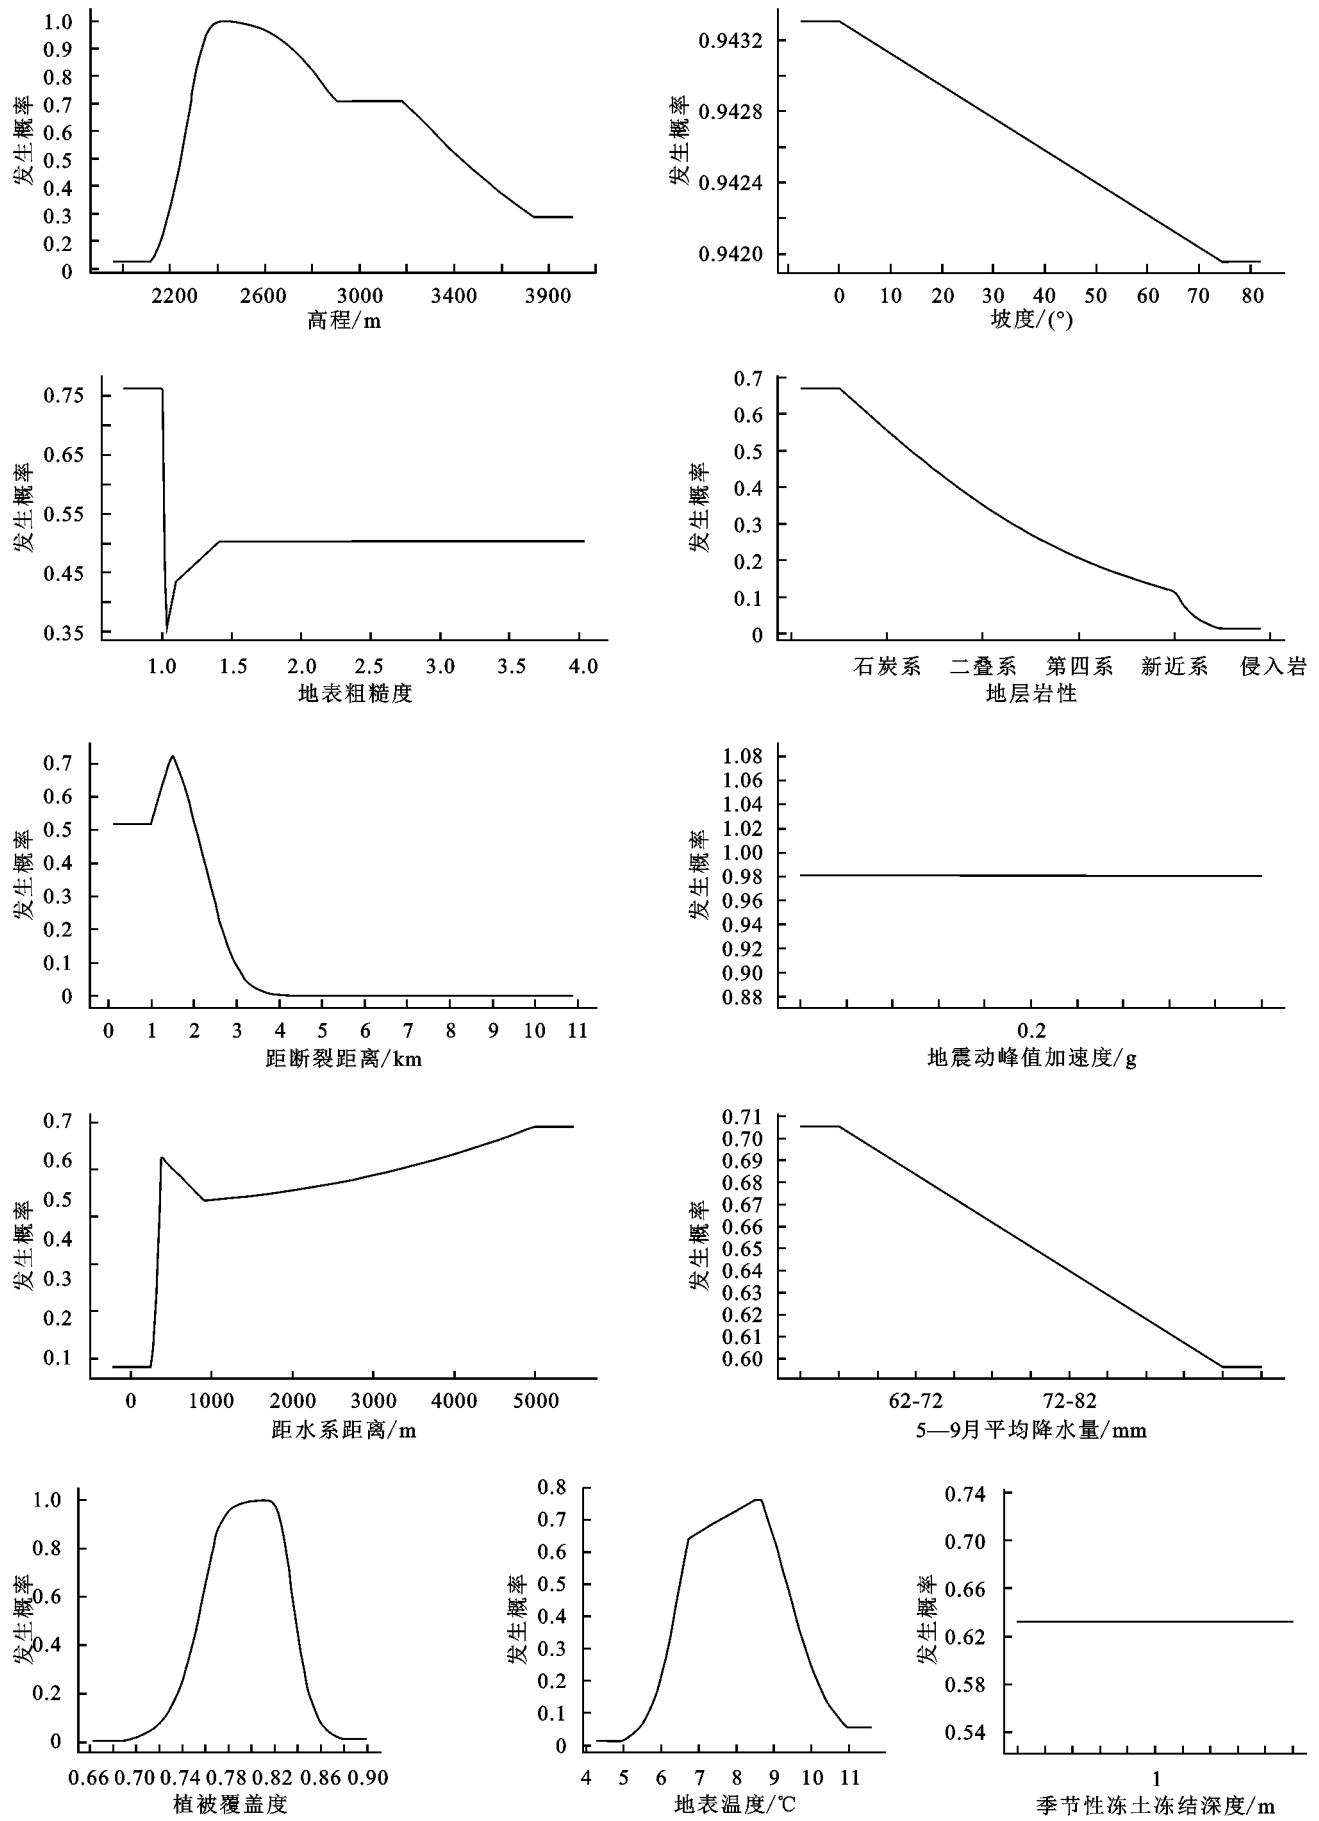 发生概率
1.0
0.9
0.8
0.7
0.6
0.5
0.4
0.3
0.2
0
2200 2600 3000 3400 3900
高程/m
发生概率
0.9432
0.9428
0.9424
0.9420
0 10 20 30 40 50 60 70 80
坡度/(°)
发生概率
0.75
0.65
0.55
0.45
0.35
1.0 1.5 2.0 2.5 3.0 3.5 4.0
地表粗糙度
发生概率
0.7
0.6
0.5
0.4
0.3
0.2
0.1
0
石炭系 二叠系 第四系 新近系 侵入岩
地层岩性
发生概率
0.7
0.6
0.5
0.4
0.3
0.2
0.1
0
0 1 2 3 4 5 6 7 8 9 10 11
距断裂距离/km
发生概率
1.08
1.06
1.04
1.02
1.00
0.98
0.96
0.94
0.92
0.90
0.88
0.2
地震动峰值加速度/g
发生概率
0.7
0.6
0.5
0.4
0.3
0.2
0.1
0 1000 2000 3000 4000 5000
距水系距离/m
发生概率
0.71
0.70
0.69
0.68
0.67
0.66
0.65
0.64
0.63
0.62
0.61
0.60
62-72 72-82
5—9月平均降水量/mm
发生概率
1.0
0.8
0.6
0.4
0.2
0
0.66 0.70 0.74 0.78 0.82 0.86 0.90
植被覆盖度
发生概率
0.8
0.7
0.6
0.5
0.4
0.3
0.2
0.1
0
4 5 6 7 8 9 10 11
地表温度/℃
发生概率
0.74
0.70
0.66
0.62
0.58
0.54
1
季节性冻土冻结深度/m